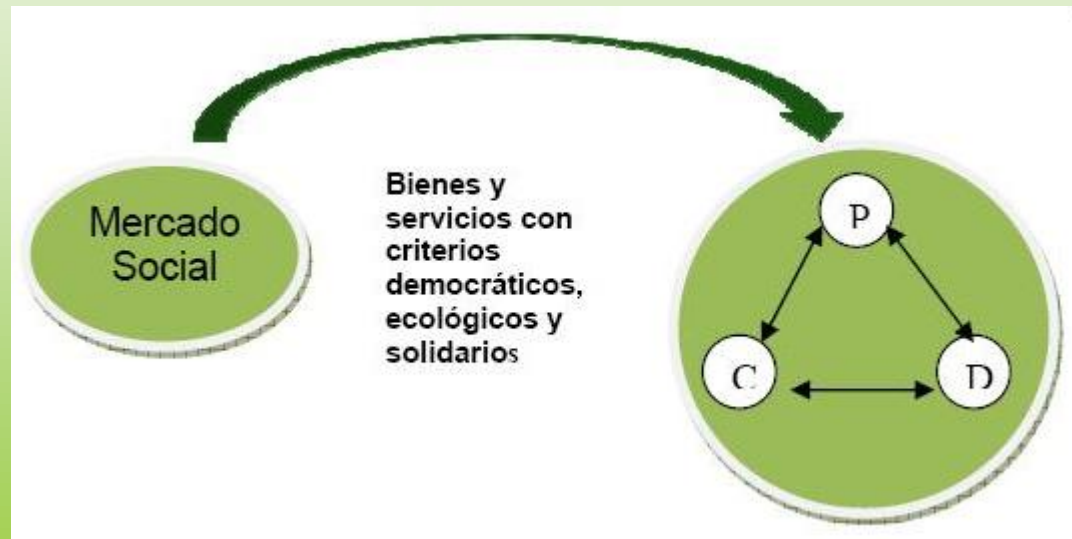 Mercado
Social
Bienes y
servicios con
criterios
democráticos,
ecológicos y
solidarios
P
C
D